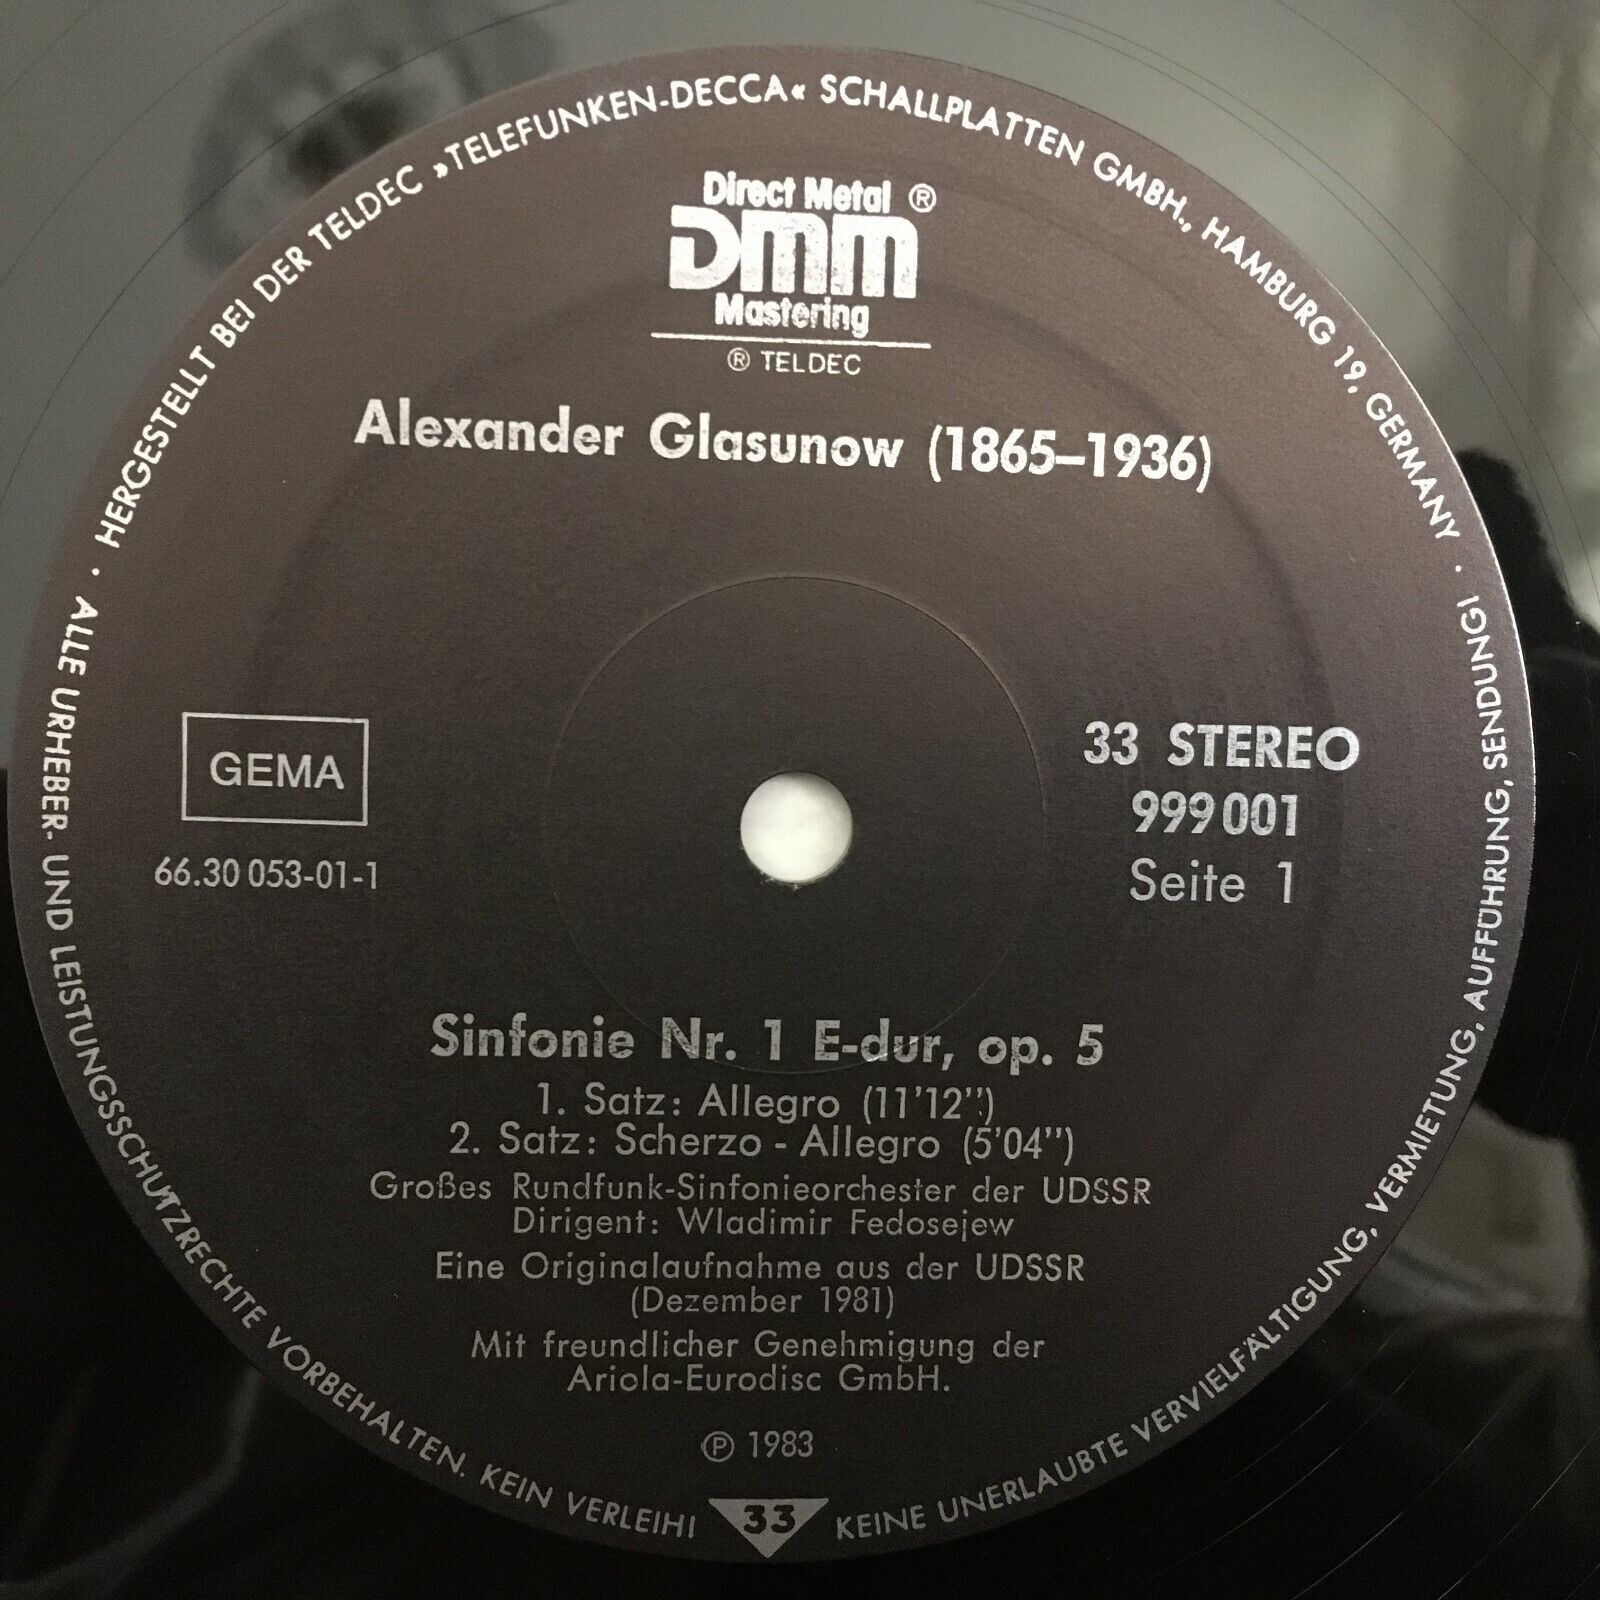 HERGESTELLT BEI DER TELDEC »TELEFUNKEN-DECCA« SCHALLPLATTEN GMBH., HAMBURG 19, GERMANY ·
Direct Metal ®
DMM
Mastering
® TELDEC
Alexander Glasunow (1865–1936)
GEMA
66.30 053-01-1
33 STEREO
999 001
Seite 1
Sinfonie Nr. 1 E-dur, op. 5
1. Satz: Allegro (11'12")
2. Satz: Scherzo - Allegro (5'04")
Großes Rundfunk-Sinfonieorchester der UDSSR
Dirigent: Wladimir Fedosejew
Eine Originalaufnahme aus der UDSSR
(Dezember 1981)
Mit freundlicher Genehmigung der
Ariola-Eurodisc GmbH.
℗ 1983
33
· ALLE URHEBER- UND LEISTUNGSSCHUTZRECHTE VORBEHALTEN. KEIN VERLEIH! KEINE UNERLAUBTE VERVIELFÄLTIGUNG, VERMIETUNG, AUFFÜHRUNG, SENDUNG!